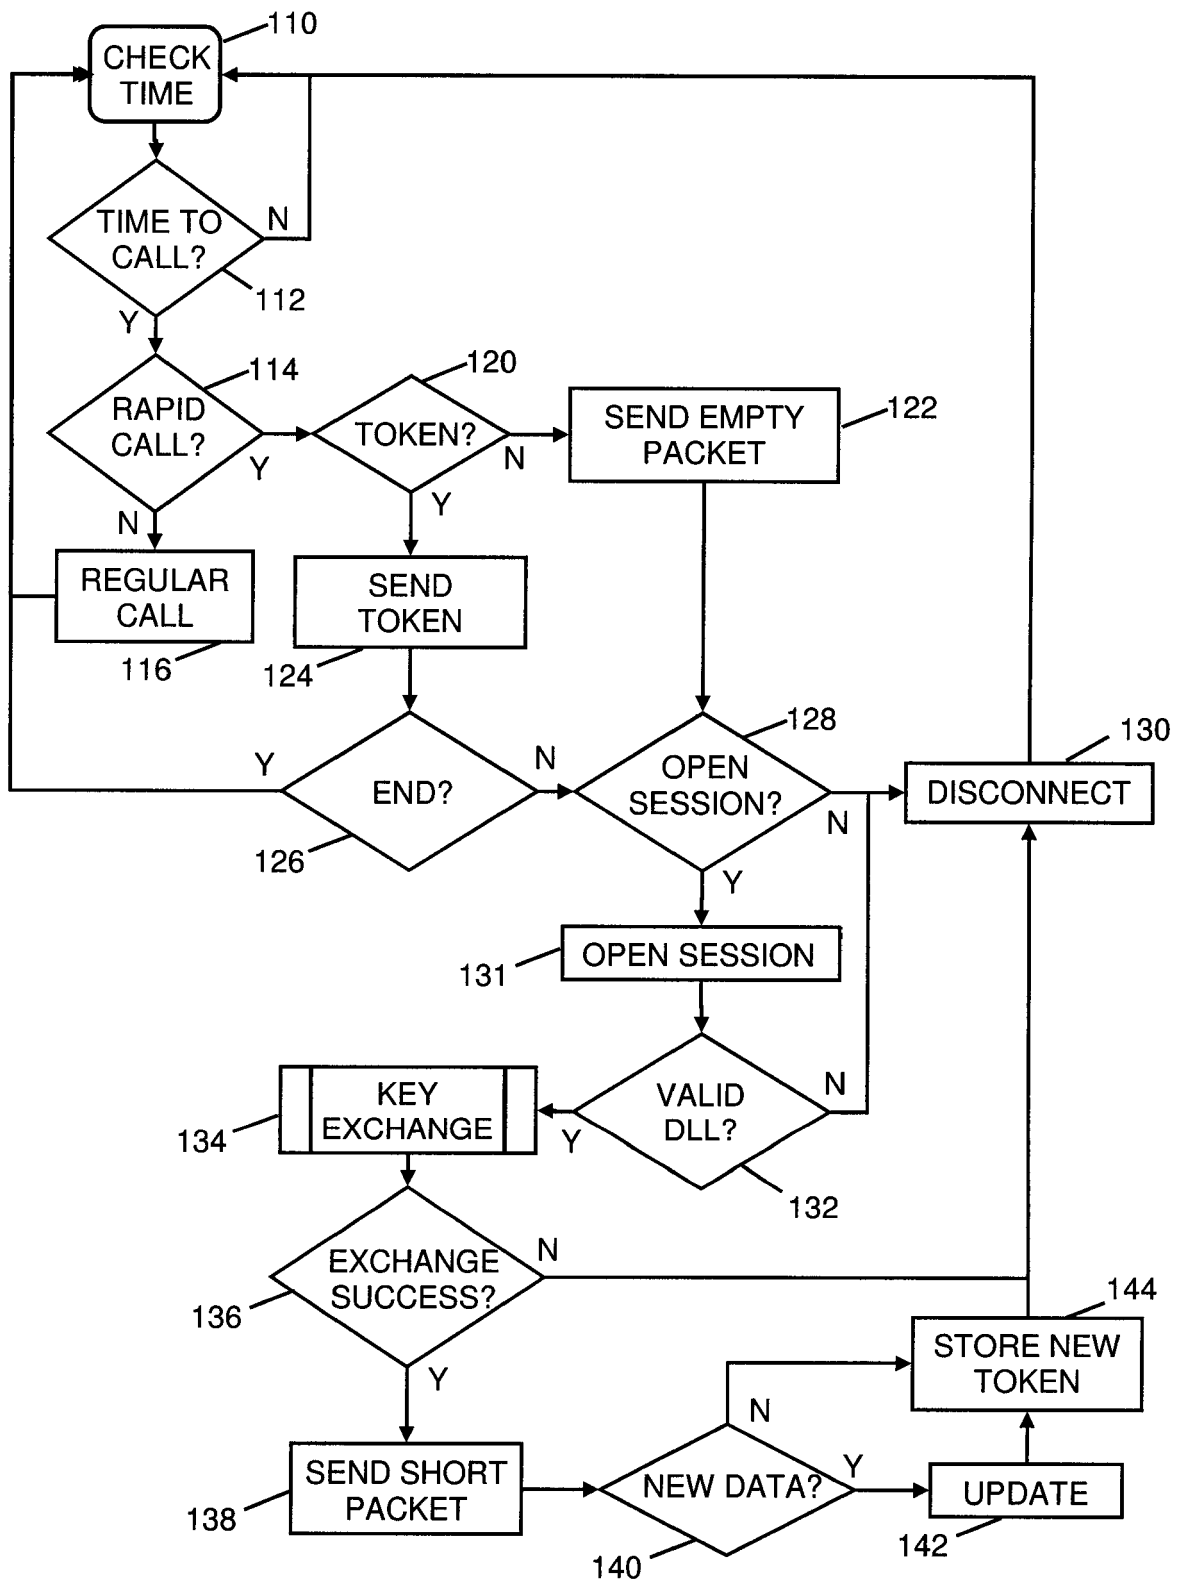 110
CHECK
TIME
TIME TO
CALL?
N
112
Y
114
RAPID
CALL?
Y
N
120
TOKEN?
N
Y
SEND EMPTY
PACKET
122
REGULAR
CALL
116
SEND
TOKEN
124
Y
END?
N
126
128
OPEN
SESSION?
N
Y
130
DISCONNECT
OPEN SESSION
131
VALID
DLL?
N
Y
132
KEY
EXCHANGE
134
EXCHANGE
SUCCESS?
N
136
Y
144
STORE NEW
TOKEN
SEND SHORT
PACKET
138
N
NEW DATA?
Y
140
UPDATE
142